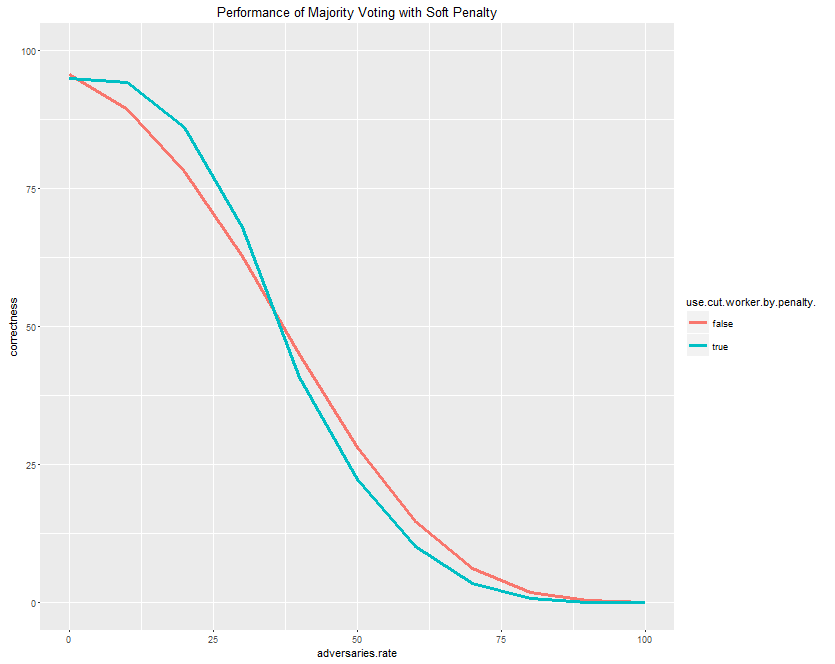 Performance of Majority Voting with Soft Penalty
correctness
100
75
50
25
0
0 25 50 75 100
adversaries.rate
use.cut.worker.by.penalty.
false
true